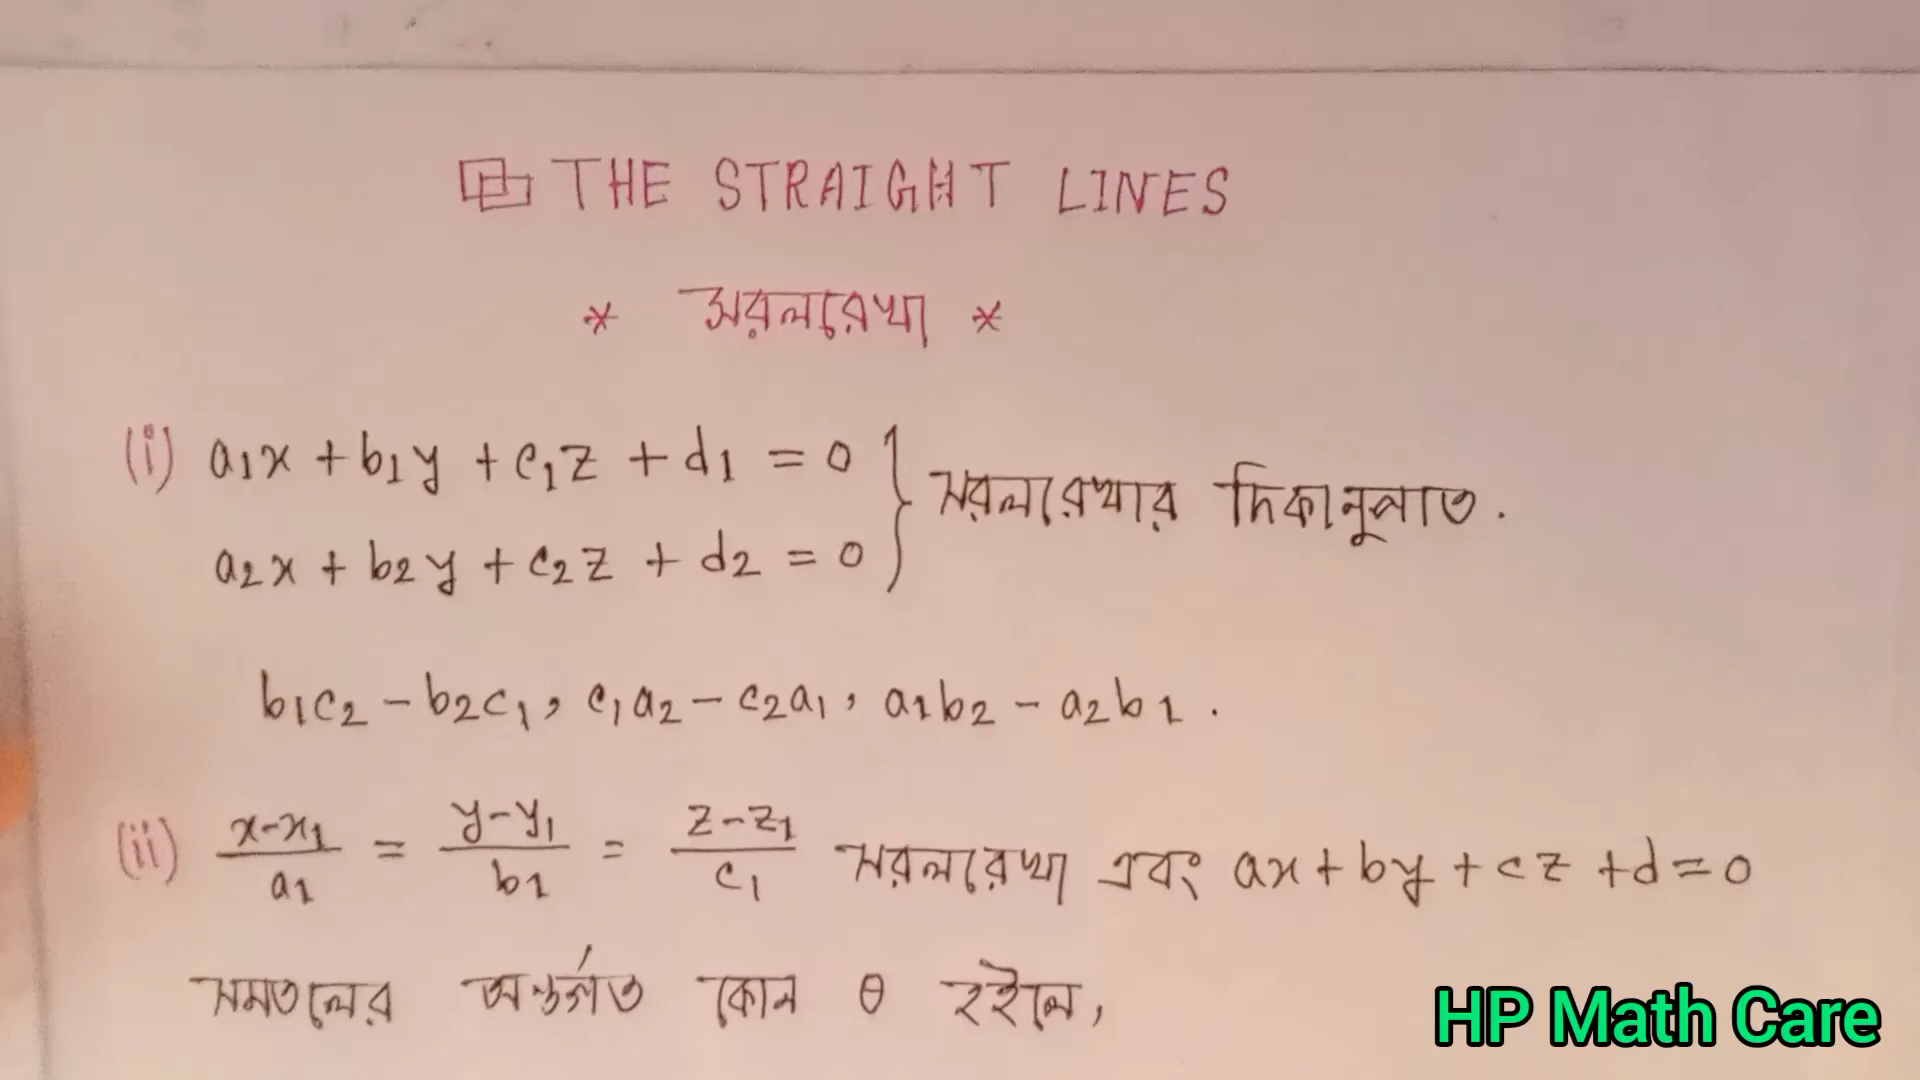 THE STRAIGHT LINES
* সরলরেখা *
(i) a₁x + b₁y + c₁z + d₁ = 0 } সরলরেখার দিকানুপাত.
a₂x + b₂y + c₂z + d₂ = 0
b₁c₂ - b₂c₁, c₁a₂ - c₂a₁, a₁b₂ - a₂b₁.
(ii) (x-x₁)/a₁ = (y-y₁)/b₁ = (z-z₁)/c₁ সরলরেখা এবং ax + by + cz + d = 0
সমতলের অন্তর্গত কোন θ হইলে,
HP Math Care